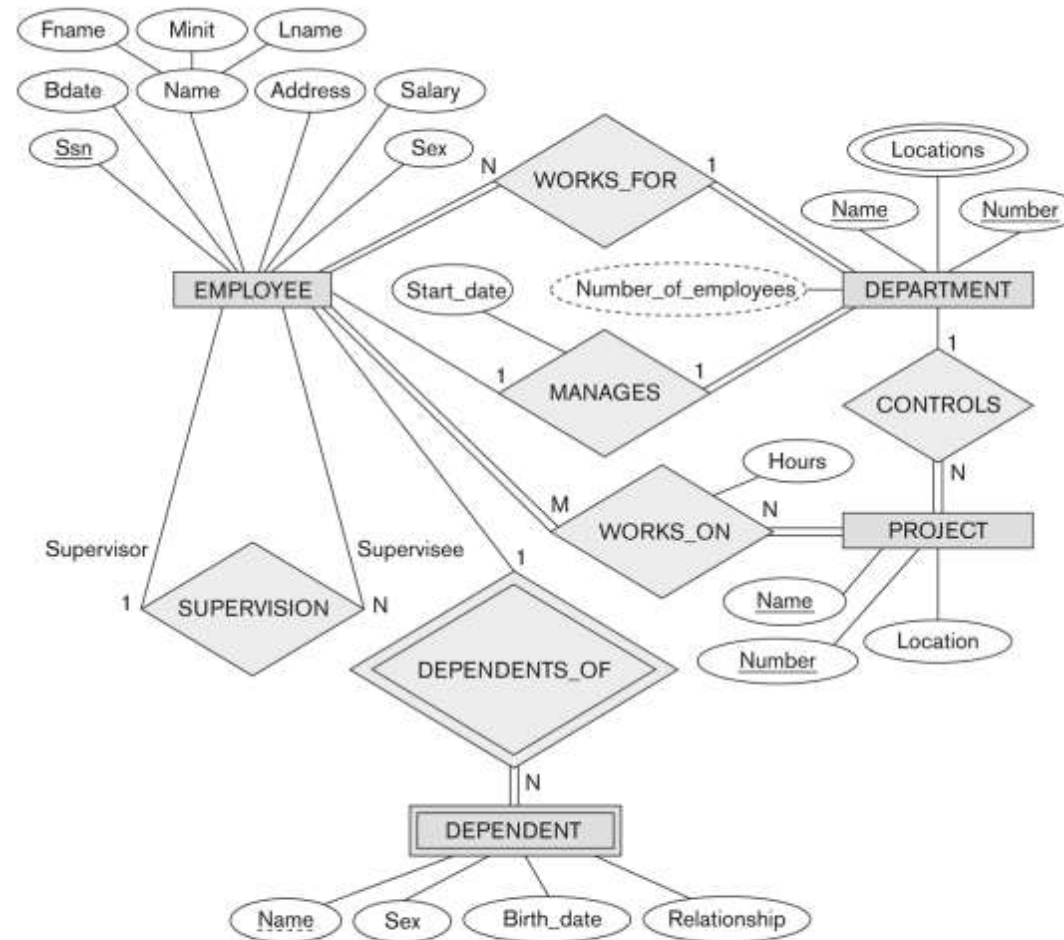 Fname Minit Lname
Bdate Name Address Salary
Ssn Sex
N WORKS_FOR 1
Locations
Name Number
EMPLOYEE Start_date Number_of_employees DEPARTMENT
1 MANAGES 1
1
CONTROLS
N
Hours
M WORKS_ON N
PROJECT
Name
Number Location
Supervisor Supervisee
1 SUPERVISION N
1
DEPENDENTS_OF
N
DEPENDENT
Name Sex Birth_date Relationship